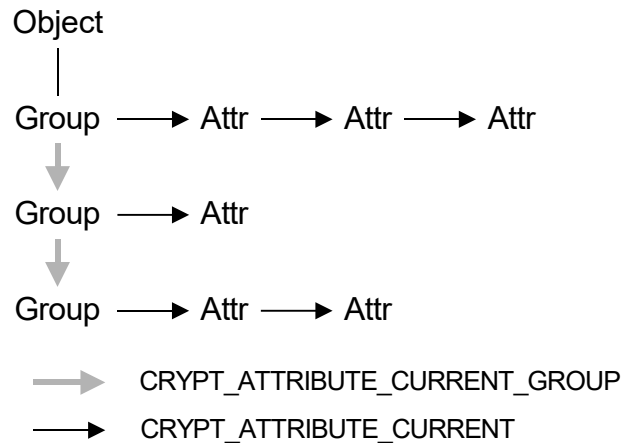 Object
Group Attr Attr Attr
Group Attr
Group Attr Attr
CRYPT_ATTRIBUTE_CURRENT_GROUP
CRYPT_ATTRIBUTE_CURRENT